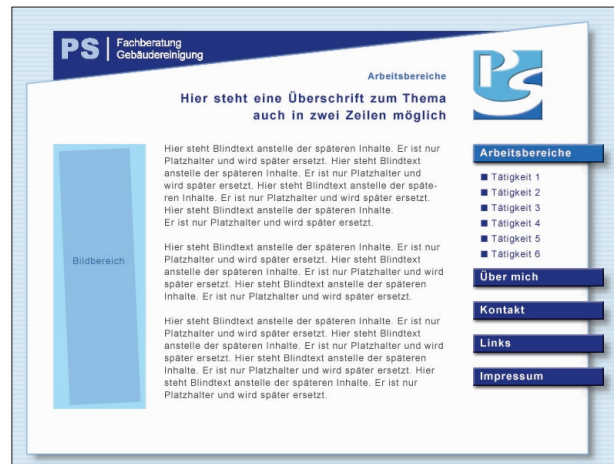 PS
Fachberatung
Gebäudereinigung
Arbeitsbereiche
Hier steht eine Überschrift zum Thema
auch in zwei Zeilen möglich
PS
Bildbereich
Hier steht Blindtext anstelle der späteren Inhalte. Er ist nur
Platzhalter und wird später ersetzt. Hier steht Blindtext
anstelle der späteren Inhalte. Er ist nur Platzhalter und
wird später ersetzt. Hier steht Blindtext anstelle der späte-
ren Inhalte. Er ist nur Platzhalter und wird später ersetzt.
Hier steht Blindtext anstelle der späteren Inhalte.
Er ist nur Platzhalter und wird später ersetzt.
Hier steht Blindtext anstelle der späteren Inhalte. Er ist nur
Platzhalter und wird später ersetzt. Hier steht Blindtext
anstelle der späteren Inhalte. Er ist nur Platzhalter und wird
später ersetzt. Hier steht Blindtext anstelle der späteren
Inhalte. Er ist nur Platzhalter und wird später ersetzt.
Hier steht Blindtext anstelle der späteren Inhalte. Er ist nur
Platzhalter und wird später ersetzt. Hier steht Blindtext
anstelle der späteren Inhalte. Er ist nur Platzhalter und wird
später ersetzt. Hier steht Blindtext anstelle der späteren
Inhalte. Er ist nur Platzhalter und wird später ersetzt. Hier
steht Blindtext anstelle der späteren Inhalte. Er ist nur
Platzhalter und wird später ersetzt.
Arbeitsbereiche
Tätigkeit 1
Tätigkeit 2
Tätigkeit 3
Tätigkeit 4
Tätigkeit 5
Tätigkeit 6
Über mich
Kontakt
Links
Impressum